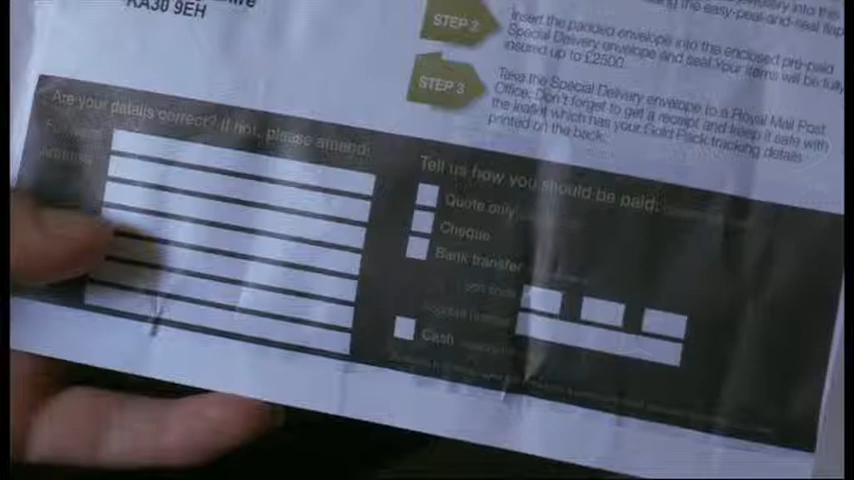 KA30 9EH
STEP 2
Insert the padded envelope into the enclosed pre-paid
Special Delivery envelope and seal. Your items will be fully
insured up to £2500.
STEP 3
Take the Special Delivery envelope to a Royal Mail Post
Office. Don't forget to get a receipt and keep it safe with
the leaflet which has your Gold Pack tracking details
printed on the back.
Are your details correct? If not, please amend:
Address
Tell us how you should be paid:
Quote only
Cheque
Bank transfer
Sort code
Cash